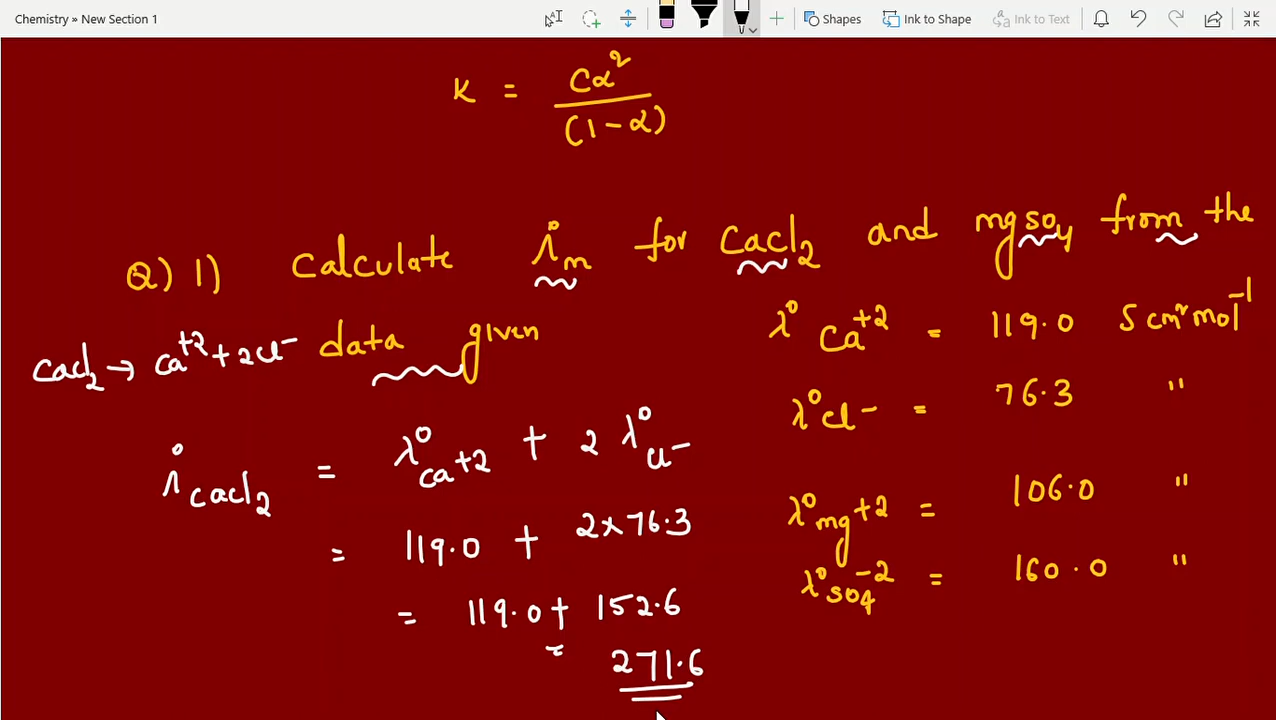 Chemistry » New Section 1
Shapes Ink to Shape Ink to Text
K = Cα² / (1-α)
Q) 1) Calculate λ°m for CaCl₂ and MgSO₄ from the
data given
λ° Ca⁺² = 119.0 S cm² mol⁻¹
λ° Cl⁻ = 76.3 "
λ° Mg⁺² = 106.0 "
λ° SO₄⁻² = 160.0 "
CaCl₂ → Ca⁺² + 2Cl⁻
λ° CaCl₂ = λ° Ca+2 + 2 λ° Cl⁻
= 119.0 + 2×76.3
= 119.0 + 152.6
= 271.6